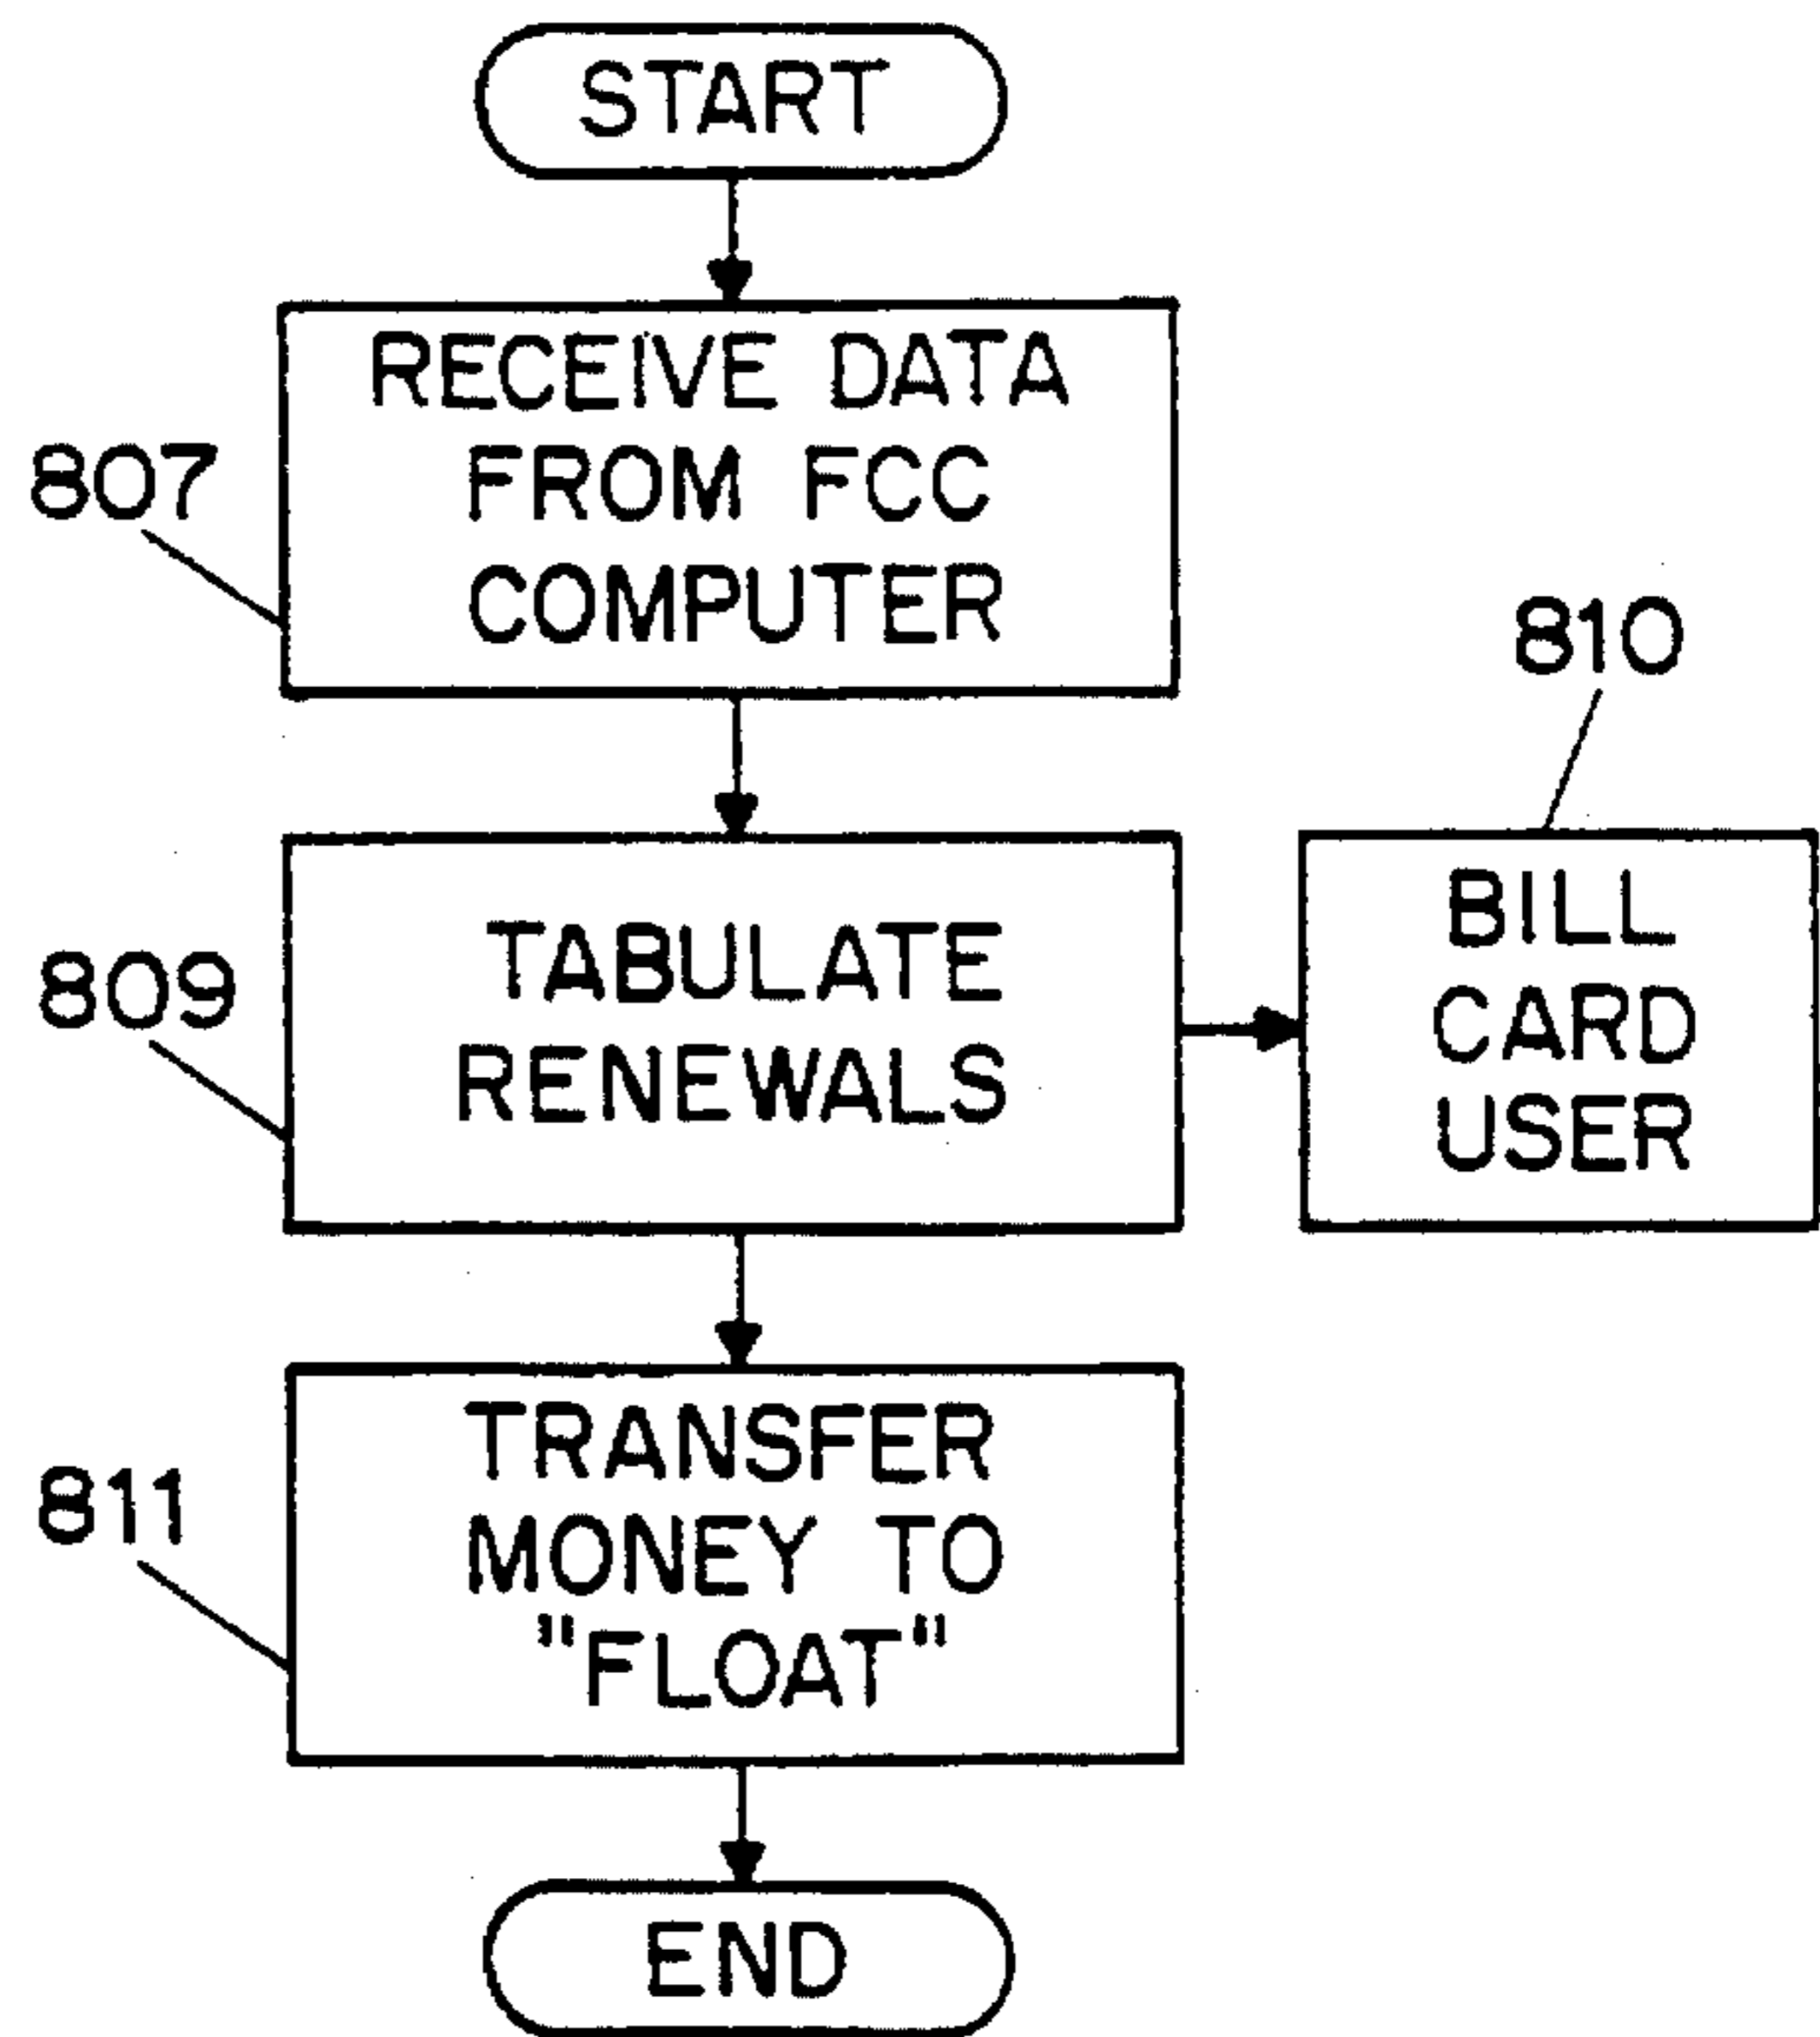 START
RECEIVE DATA
FROM FCC
COMPUTER
807
810
TABULATE
RENEWALS
809
BILL
CARD
USER
TRANSFER
MONEY TO
"FLOAT"
811
END